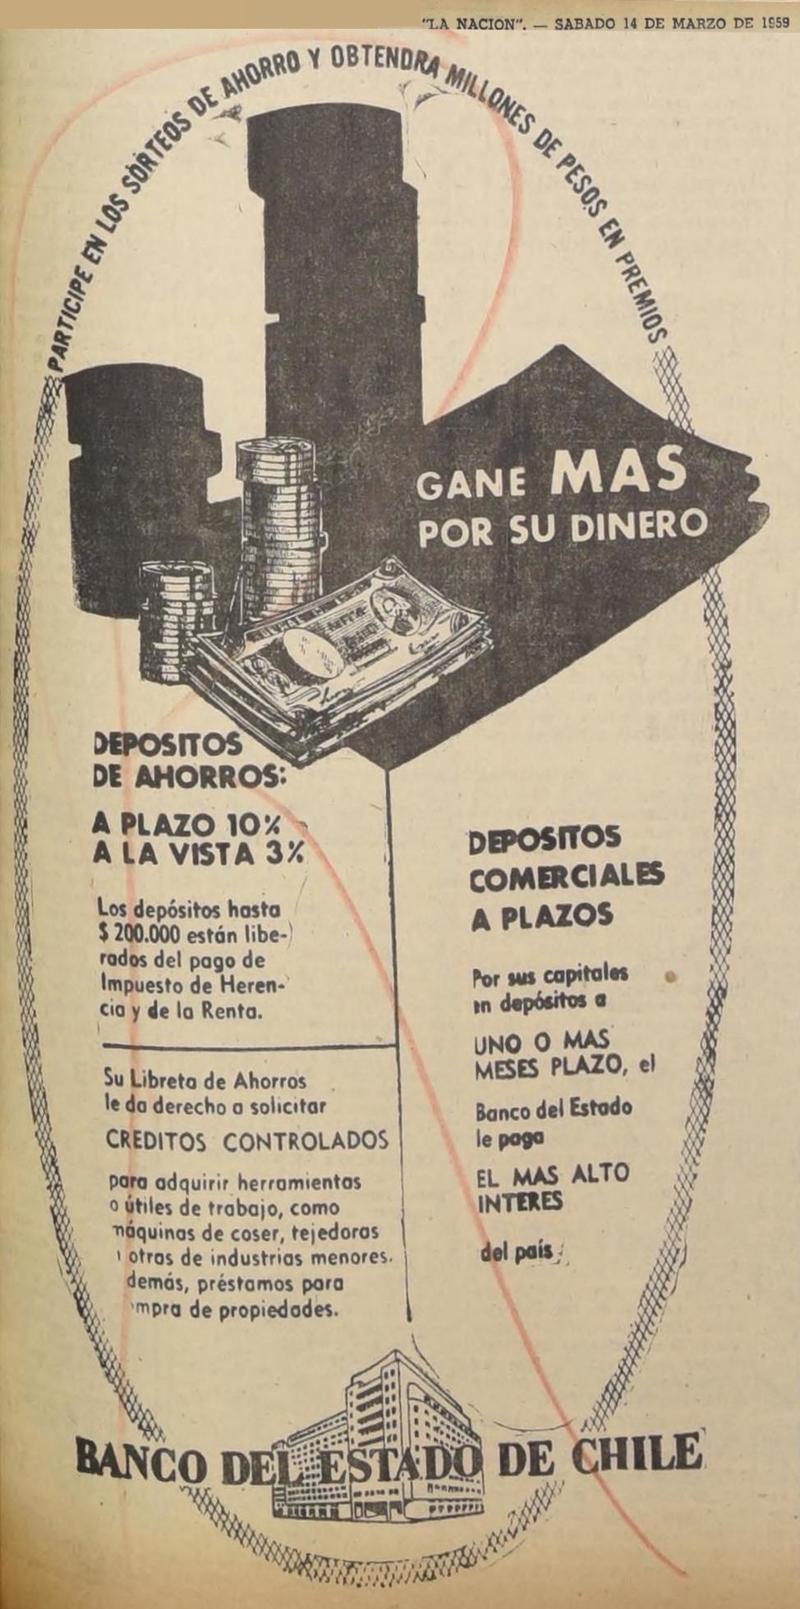 "LA NACION". — SABADO 14 DE MARZO DE 1959
PARTICIPE EN LOS SORTEOS DE AHORRO Y OBTENDRA MILLONES DE PESOS EN PREMIOS
GANE MAS
POR SU DINERO
DEPOSITOS
DE AHORROS:
A PLAZO 10%
A LA VISTA 3%
Los depósitos hasta
$ 200.000 están libe-
rados del pago de
Impuesto de Heren-
cia y de la Renta.
Su Libreta de Ahorros
le da derecho a solicitar
CREDITOS CONTROLADOS
para adquirir herramientas
o útiles de trabajo, como
máquinas de coser, tejedoras
otras de industrias menores.
demás, préstamos para
mpra de propiedades.
DEPOSITOS
COMERCIALES
A PLAZOS
Por sus capitales
en depósitos a
UNO O MAS
MESES PLAZO, el
Banco del Estado
le paga
EL MAS ALTO
INTERES
del país
BANCO DEL ESTADO DE CHILE